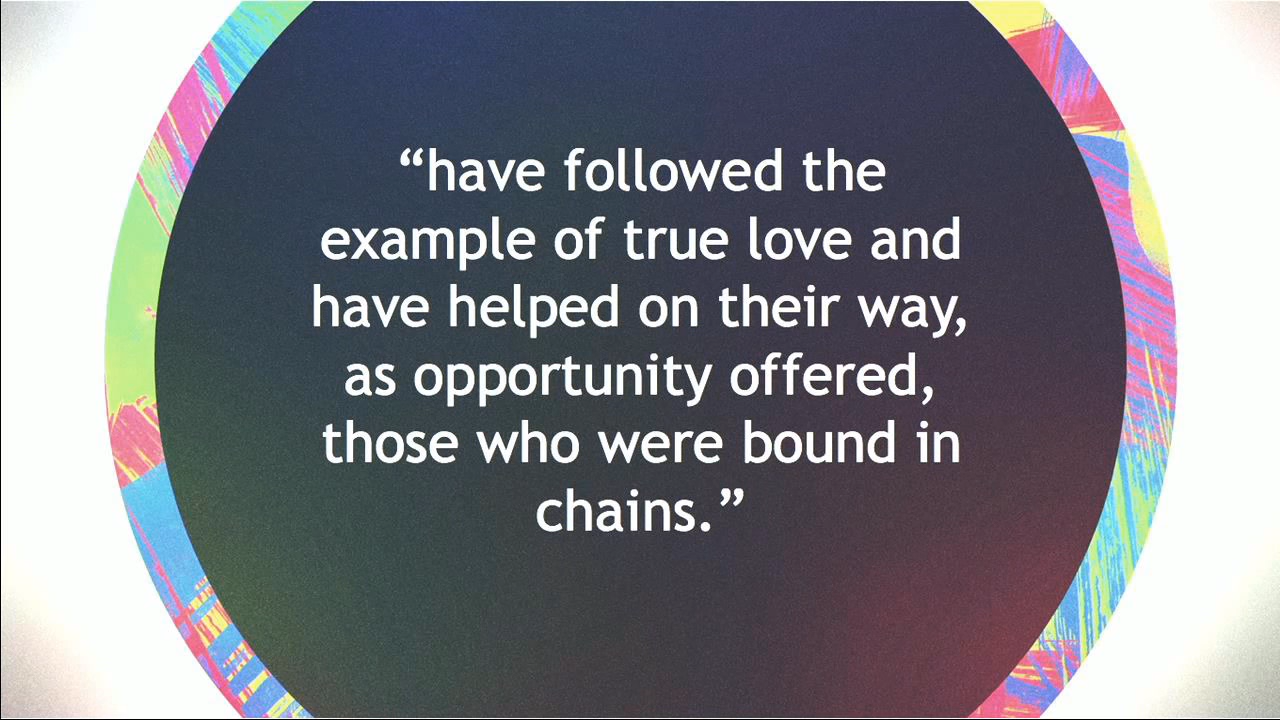 “have followed the
example of true love and
have helped on their way,
as opportunity offered,
those who were bound in
chains.”